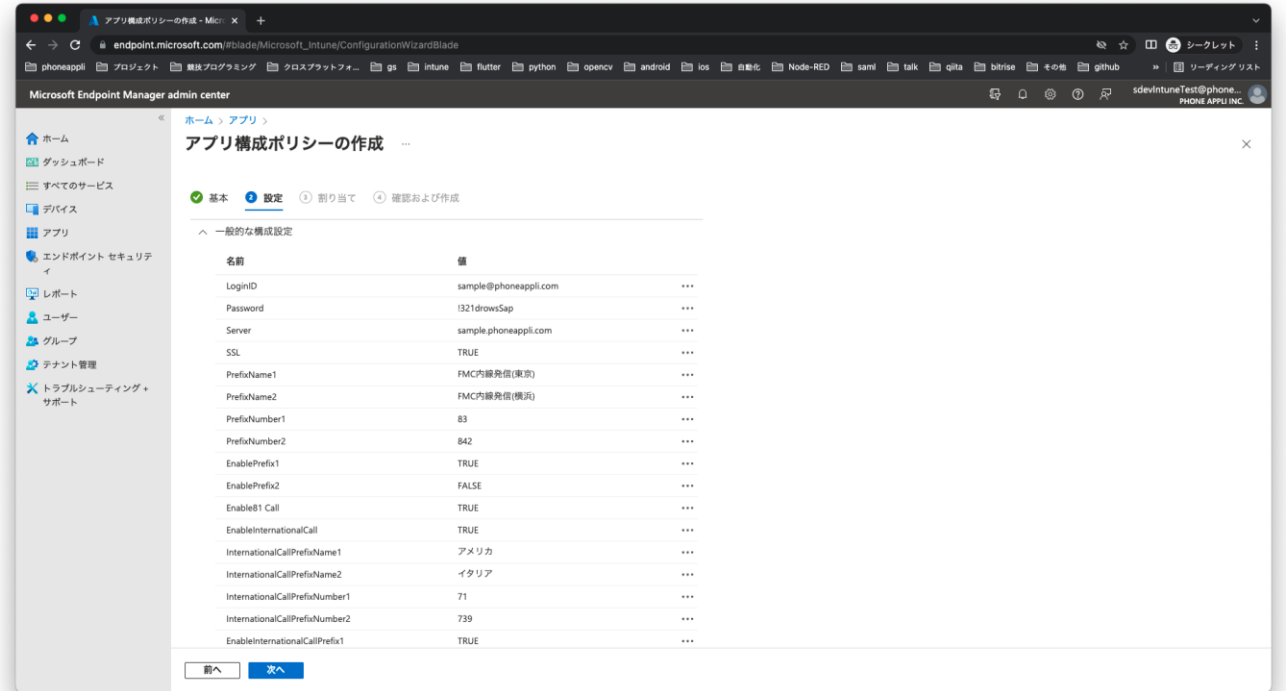 アプリ構成ポリシーの作成 - Micro
endpoint.microsoft.com/#blade/Microsoft_Intune/ConfigurationWizardBlade
シークレット
phoneappli プロジェクト 競技プログラミング クロスプラットフォ... gs intune flutter python opencv android ios 自動化 Node-RED saml talk qiita bitrise その他 github » リーディング リスト
Microsoft Endpoint Manager admin center
sdevIntuneTest@phone...
PHONE APPLI INC.
«
ホーム
ダッシュボード
すべてのサービス
デバイス
アプリ
エンドポイント セキュリテ
ィ
レポート
ユーザー
グループ
テナント管理
トラブルシューティング +
サポート
ホーム > アプリ >
アプリ構成ポリシーの作成 ...
基本 2 設定 3 割り当て 4 確認および作成
一般的な構成設定
名前 値
LoginID sample@phoneappli.com ...
Password !321drowsSap ...
Server sample.phoneappli.com ...
SSL TRUE ...
PrefixName1 FMC内線発信(東京) ...
PrefixName2 FMC内線発信(横浜) ...
PrefixNumber1 83 ...
PrefixNumber2 842 ...
EnablePrefix1 TRUE ...
EnablePrefix2 FALSE ...
Enable81 Call TRUE ...
EnableInternationalCall TRUE ...
InternationalCallPrefixName1 アメリカ ...
InternationalCallPrefixName2 イタリア ...
InternationalCallPrefixNumber1 71 ...
InternationalCallPrefixNumber2 739 ...
EnableInternationalCallPrefix1 TRUE ...
前へ 次へ